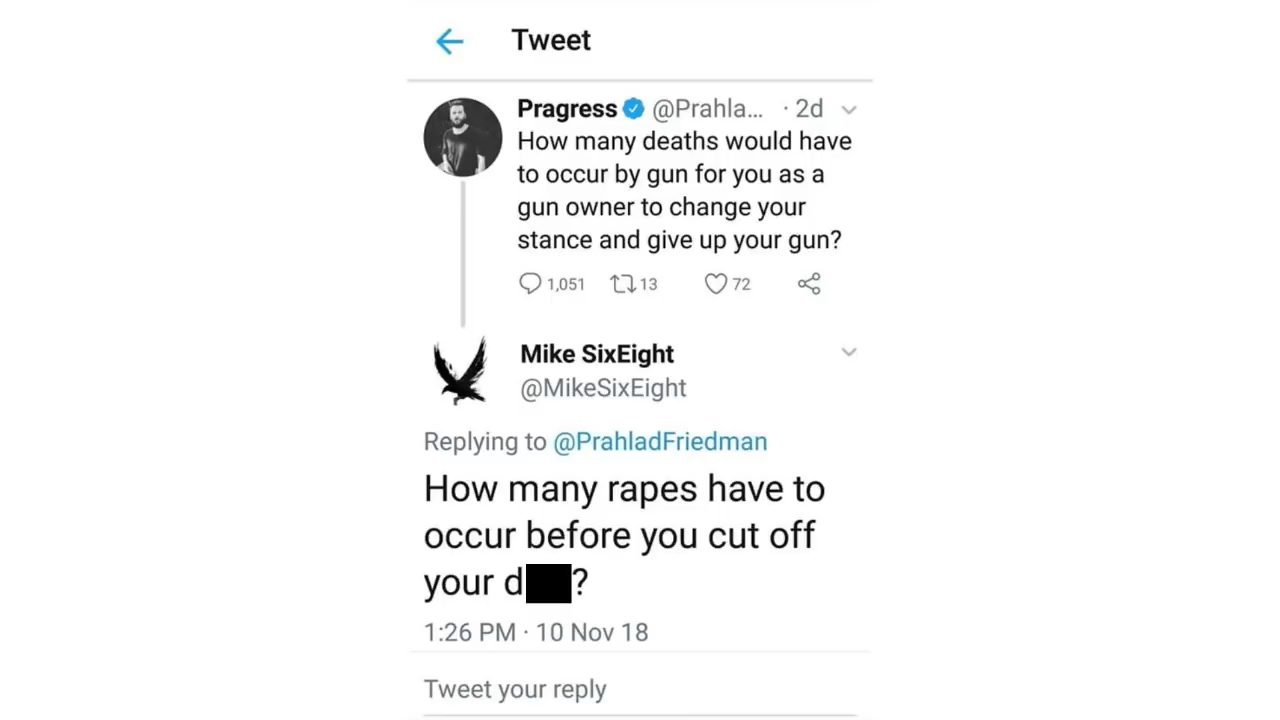 Tweet
Pragress @Prahla... · 2d
How many deaths would have
to occur by gun for you as a
gun owner to change your
stance and give up your gun?
1,051 13 72
Mike SixEight
@MikeSixEight
Replying to @PrahladFriedman
How many rapes have to
occur before you cut off
your d?
1:26 PM · 10 Nov 18
Tweet your reply